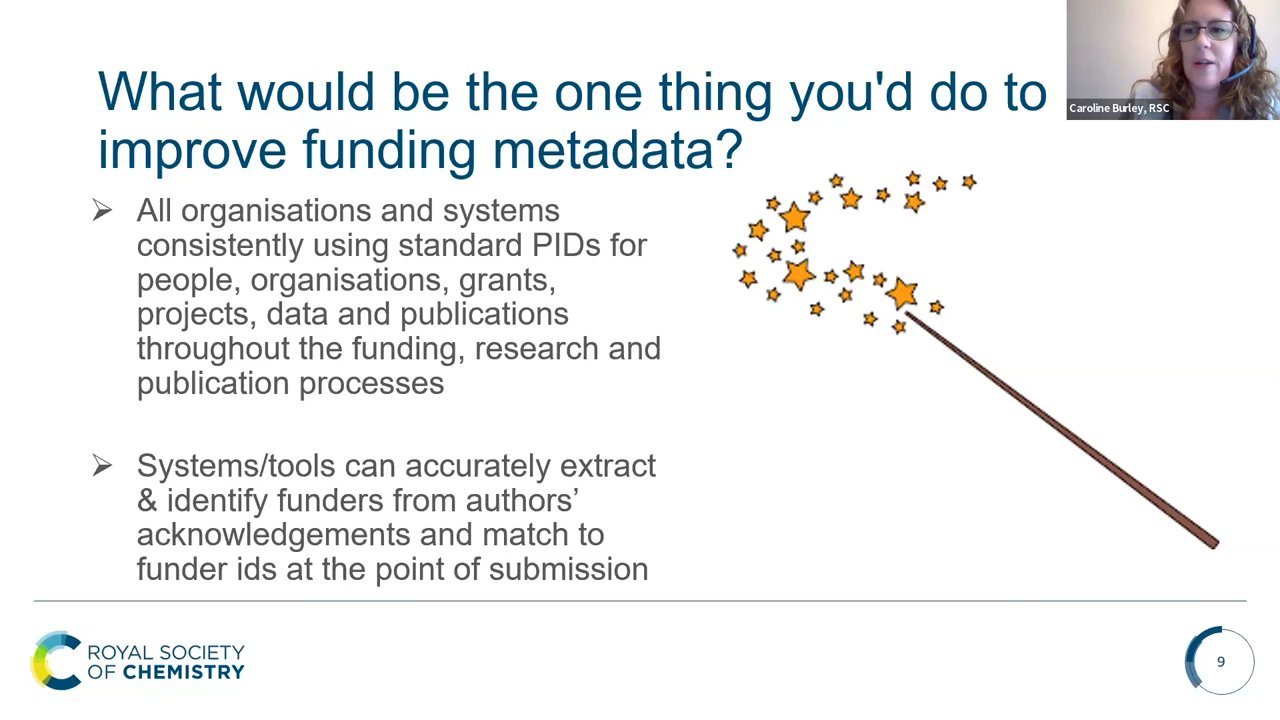 What would be the one thing you'd do to
improve funding metadata?
Caroline Burley, RSC
All organisations and systems
consistently using standard PIDs for
people, organisations, grants,
projects, data and publications
throughout the funding, research and
publication processes
Systems/tools can accurately extract
& identify funders from authors’
acknowledgements and match to
funder ids at the point of submission
ROYAL SOCIETY
OF CHEMISTRY
9